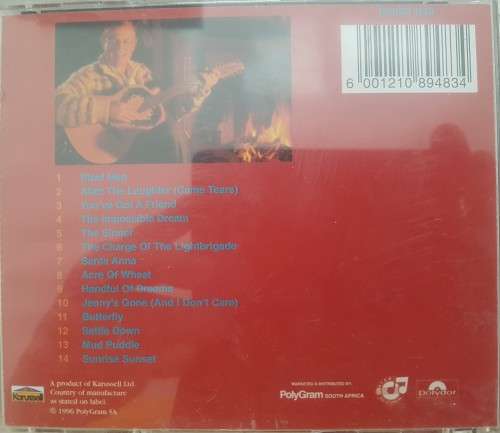 6 001210 894834
1 Blind Man
2 After The Laughter (Came Tears)
3 You've Got A Friend
4 The Impossible Dream
5 The Sinner
6 The Charge Of The Lightbrigade
7 Santa Anna
8 Acre Of Wheat
9 Handful Of Dreams
10 Jenny's Gone (And I Don't Care)
11 Butterfly
12 Settle Down
13 Mud Puddle
14 Sunrise Sunset
Karussell
A product of Karussell Ltd.
Country of manufacture
as stated on label.
℗ 1996 PolyGram SA
MARKETED & DISTRIBUTED BY:
PolyGram SOUTH AFRICA
Polydor